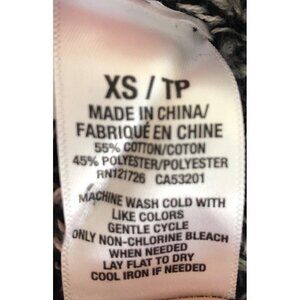 XS / TP
MADE IN CHINA/
FABRIQUÉ EN CHINE
55% COTTON/COTON
45% POLYESTER/POLYESTER
RN121726 CA53201
MACHINE WASH COLD WITH
LIKE COLORS
GENTLE CYCLE
ONLY NON-CHLORINE BLEACH
WHEN NEEDED
LAY FLAT TO DRY
COOL IRON IF NEEDED